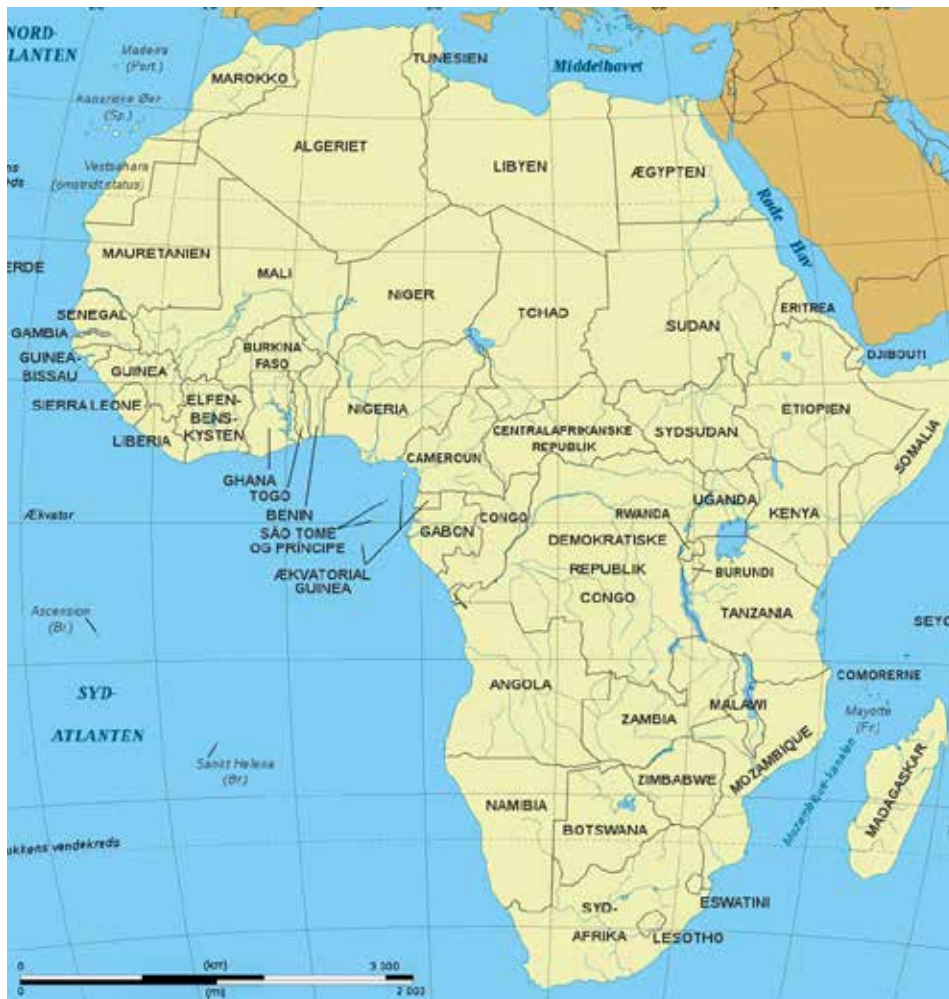 NORD-
Madeira
(Port.)
TUNESIEN
Middelhavet
MAROKKO
Kanariske Øer
(Sp.)
ALGERIET
LIBYEN
ÆGYPTEN
Vestsahara
(omstridt status)
Røde
Hav
MAURETANIEN
MALI
NIGER
TCHAD
SUDAN
ERITREA
SENEGAL
GAMBIA
GUINEA-
BISSAU
GUINEA
BURKINA
FASO
DJIBOUTI
SIERRA LEONE
ELFEN-
BENS-
KYSTEN
NIGERIA
ETIOPIEN
LIBERIA
CENTRALAFRIKANSKE
REPUBLIK
SYDSUDAN
SOMALIA
CAMEROUN
GHANA
TOGO
BENIN
SÃO TOME
OG PRÍNCIPE
ÆKVATORIAL
GUINEA
Ækvator
GABON
CONGO
RWANDA
UGANDA
KENYA
DEMOKRATISKE
REPUBLIK
CONGO
BURUNDI
TANZANIA
Ascension
(Br.)
COMORERNE
Mayotte
(Fr.)
SYD-
ATLANTEN
ANGOLA
ZAMBIA
MALAWI
MOZAMBIQUE
Mozambique-kanalen
MADAGASKAR
Sankt Helena
(Br.)
ZIMBABWE
NAMIBIA
BOTSWANA
vendekreds
ESWATINI
SYD-
AFRIKA
LESOTHO
0 (km) 3.000
0 (mi) 2.000